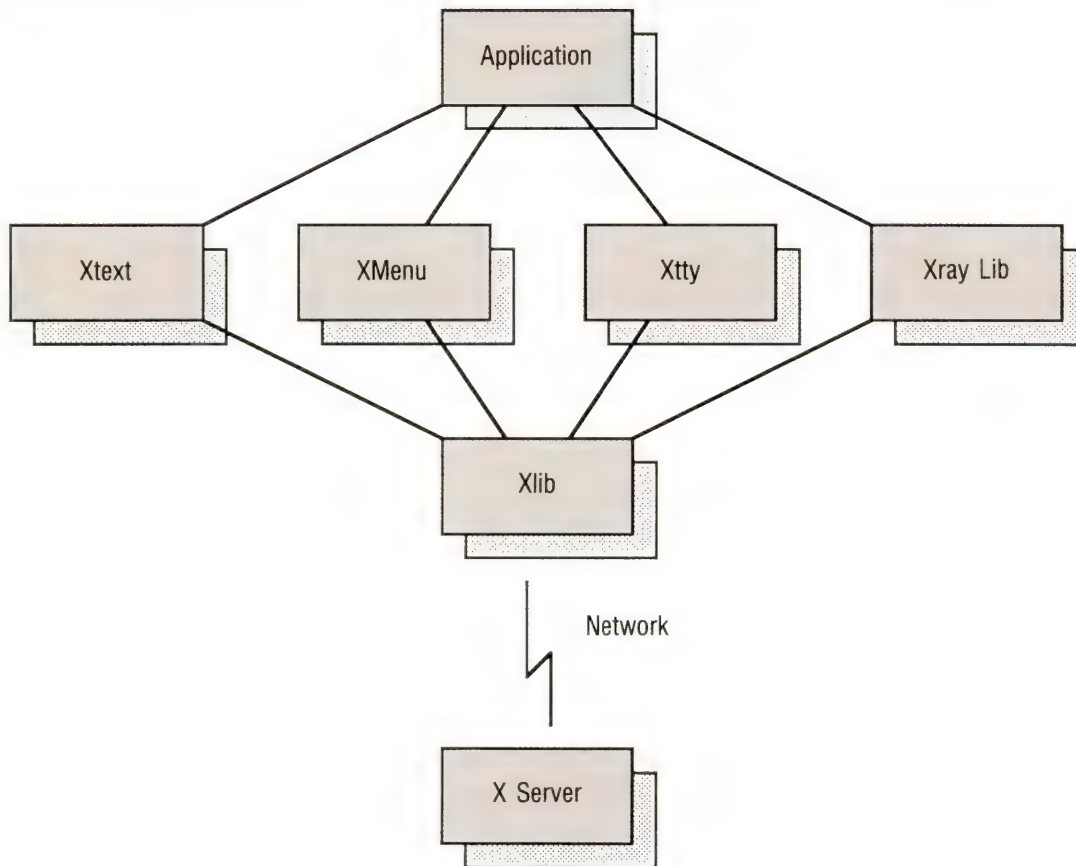 Application
Xtext
XMenu
Xtty
Xray Lib
Xlib
Network
X Server